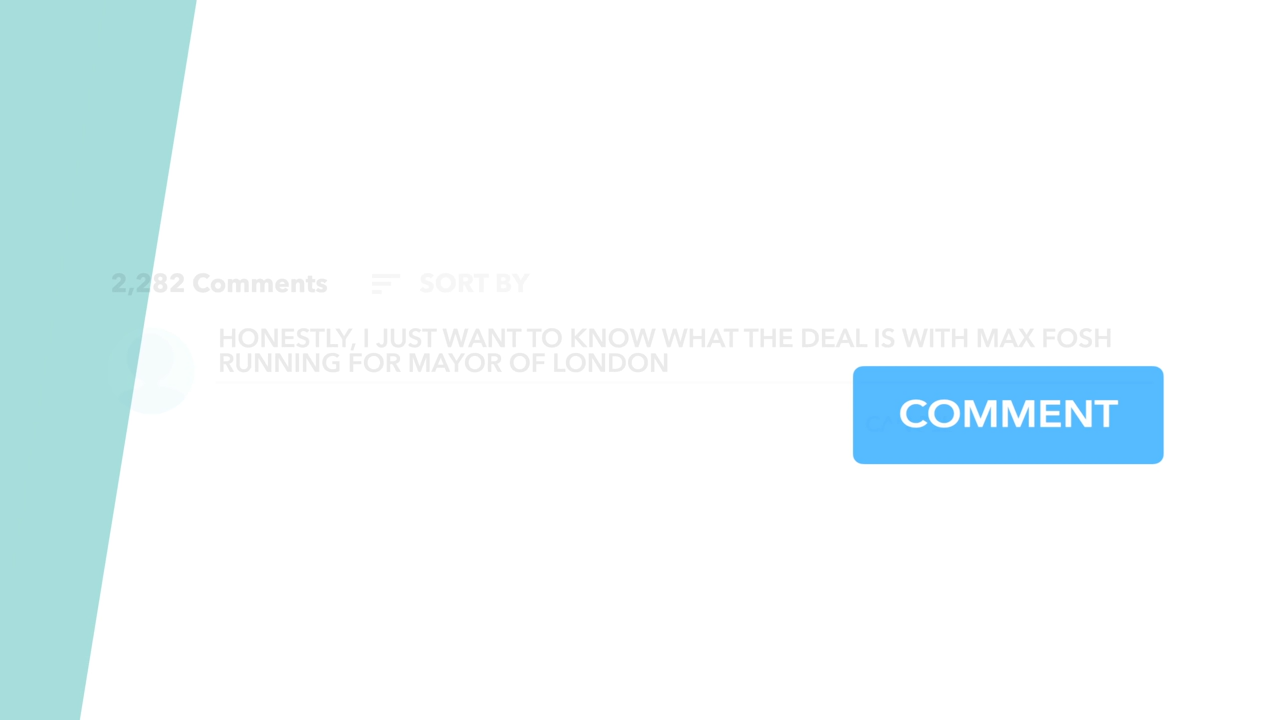 2,282 Comments SORT BY
HONESTLY, I JUST WANT TO KNOW WHAT THE DEAL IS WITH MAX FOSH
RUNNING FOR MAYOR OF LONDON
COMMENT